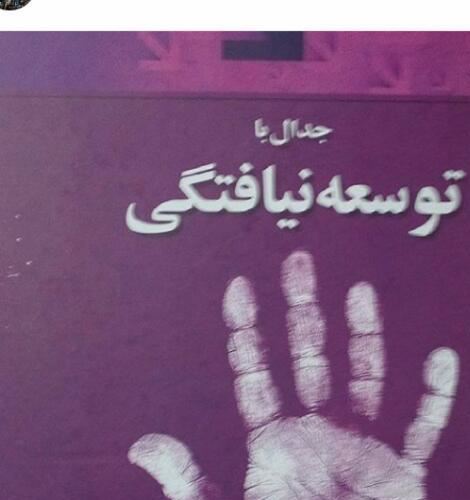 جدال با
توسعه نیافتگی